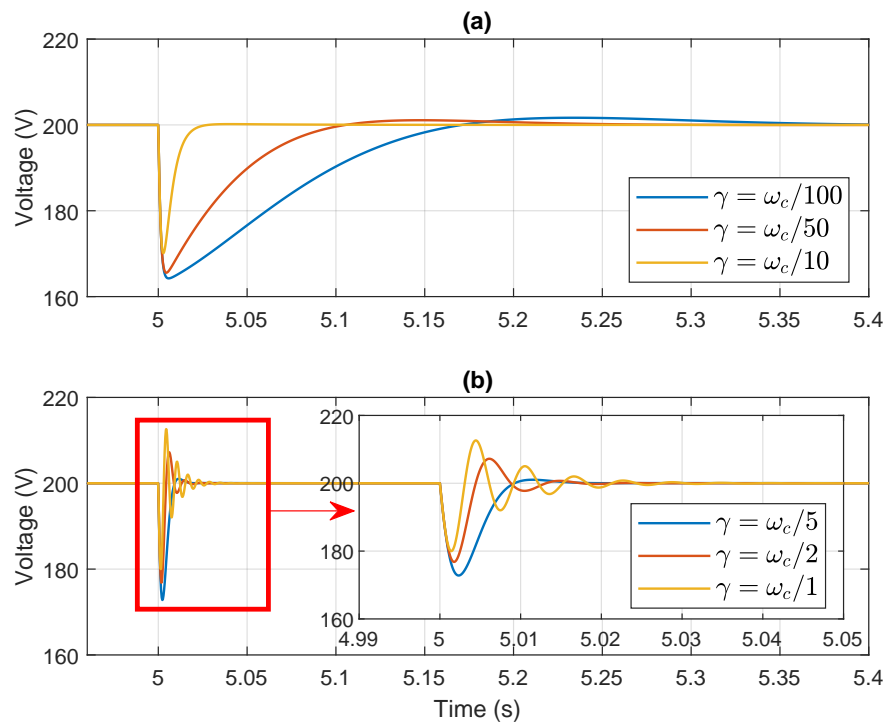 (a)
220
200
180
160
Voltage (V)
γ = ω_c/100
γ = ω_c/50
γ = ω_c/10
5 5.05 5.1 5.15 5.2 5.25 5.3 5.35 5.4
(b)
220
200
180
160
Voltage (V)
220
200
180
160
4.99 5 5.01 5.02 5.03 5.04 5.05
γ = ω_c/5
γ = ω_c/2
γ = ω_c/1
5 5.05 5.1 5.15 5.2 5.25 5.3 5.35 5.4
Time (s)